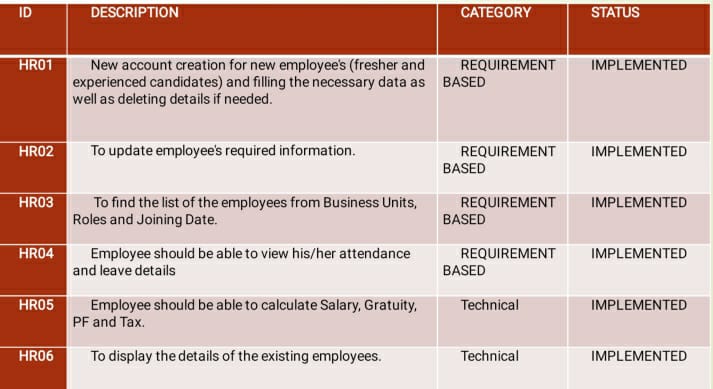 ID DESCRIPTION CATEGORY STATUS
HR01 New account creation for new employee's (fresher and REQUIREMENT IMPLEMENTED
experienced candidates) and filling the necessary data as BASED
well as deleting details if needed.
HR02 To update employee's required information. REQUIREMENT IMPLEMENTED
BASED
HR03 To find the list of the employees from Business Units, REQUIREMENT IMPLEMENTED
Roles and Joining Date. BASED
HR04 Employee should be able to view his/her attendance REQUIREMENT IMPLEMENTED
and leave details BASED
HR05 Employee should be able to calculate Salary, Gratuity, Technical IMPLEMENTED
PF and Tax.
HR06 To display the details of the existing employees. Technical IMPLEMENTED